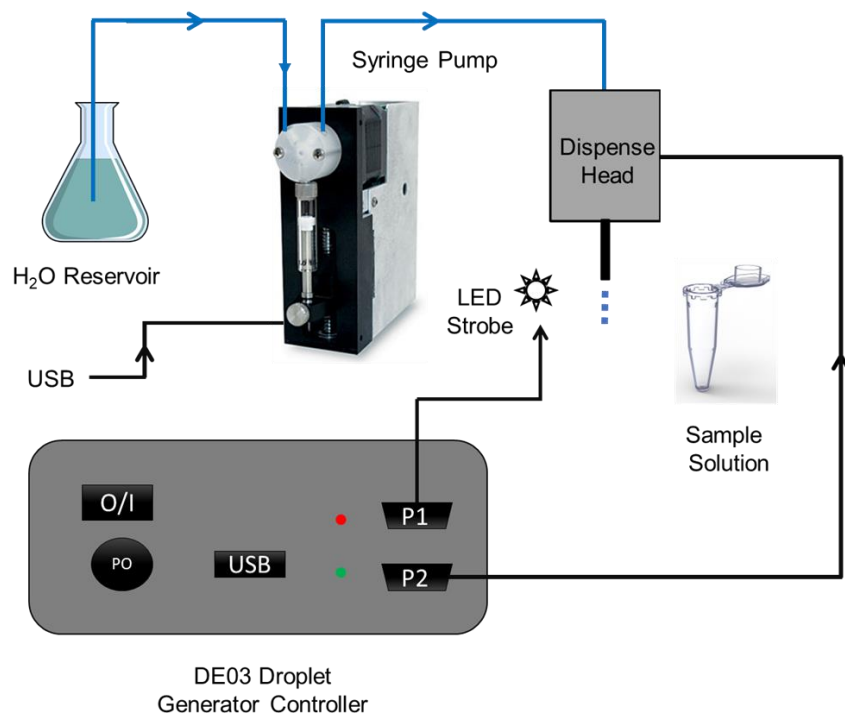 Syringe Pump
Dispense
Head
H₂O Reservoir
LED
Strobe
USB
Sample
Solution
O/I
P1
PO
USB
P2
DE03 Droplet
Generator Controller